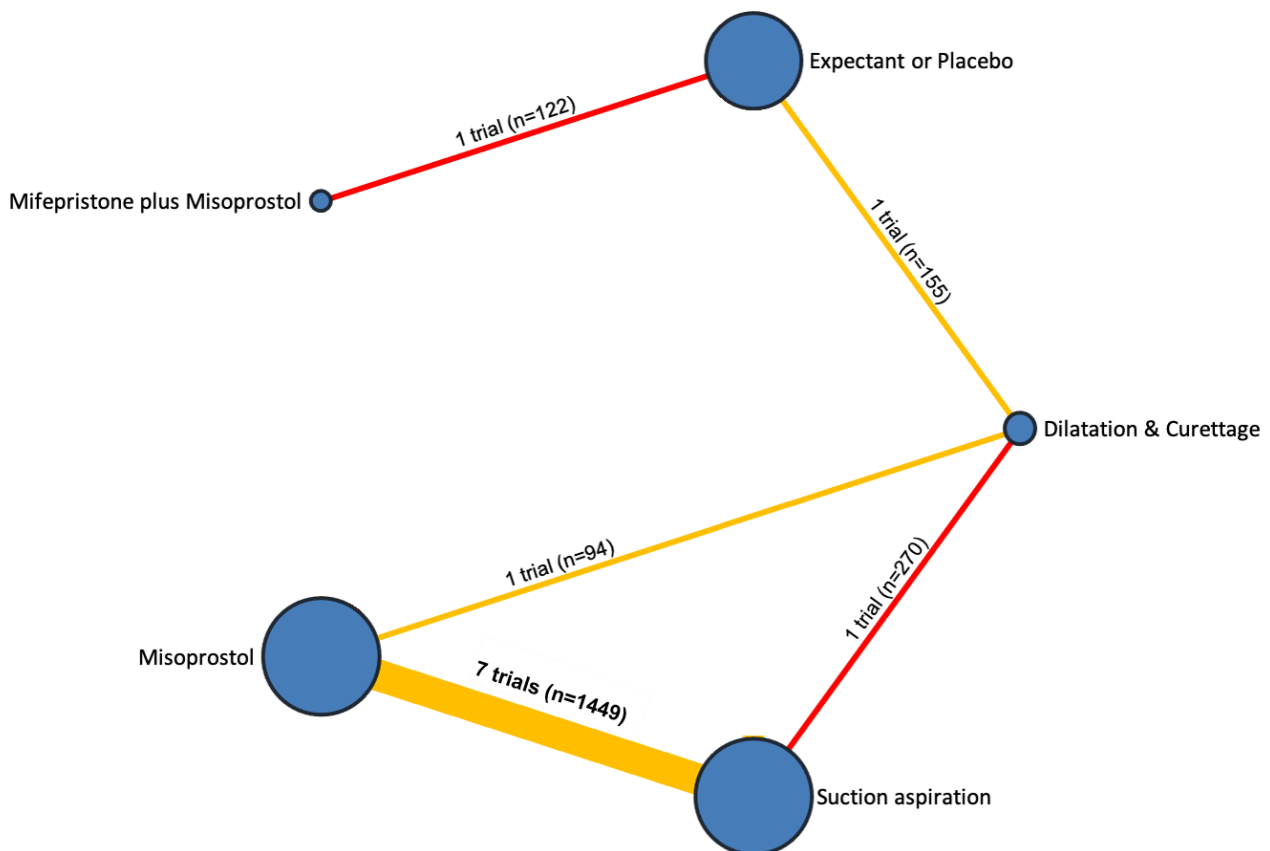 Expectant or Placebo
1 trial (n=122)
Mifepristone plus Misoprostol
1 trial (n=155)
Dilatation & Curettage
1 trial (n=94)
1 trial (n=270)
Misoprostol
7 trials (n=1449)
Suction aspiration